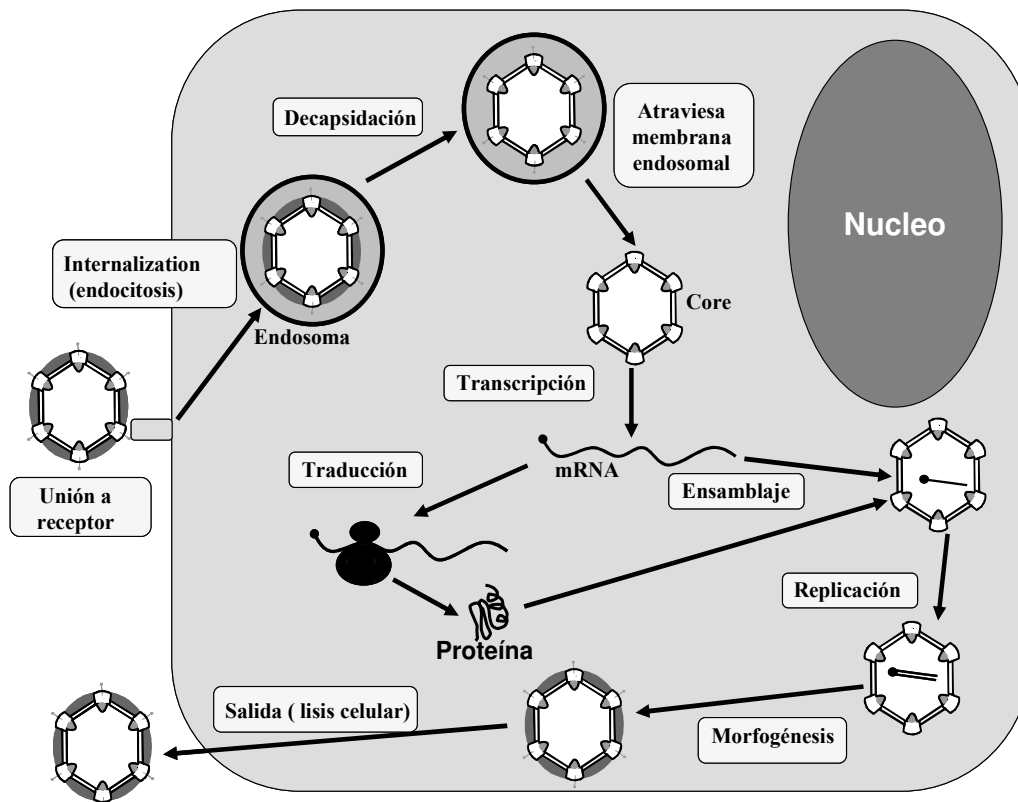 Decapsidación
Atraviesa
membrana
endosomal
Nucleo
Internalization
(endocitosis)
Endosoma
Core
Transcripción
Unión a
receptor
Traducción
mRNA
Ensamblaje
Replicación
Proteína
Salida ( lisis celular)
Morfogénesis